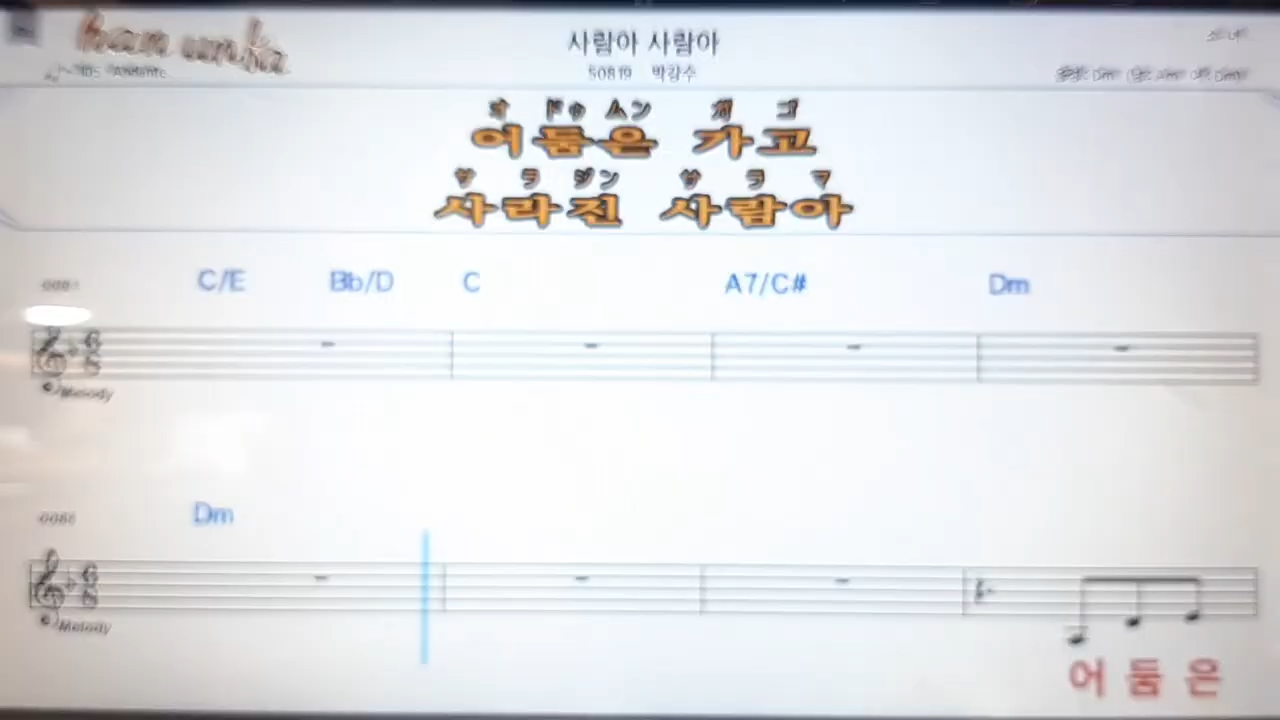 사람아 사람아
50819 박강수
Andante
オ ドゥ ムン ガ ゴ
어둠은 가고
サ ラ ジン サ ラ ア
사라진 사람아
C/E Bb/D C A7/C# Dm
Melody
Dm
Melody
어 둠 은